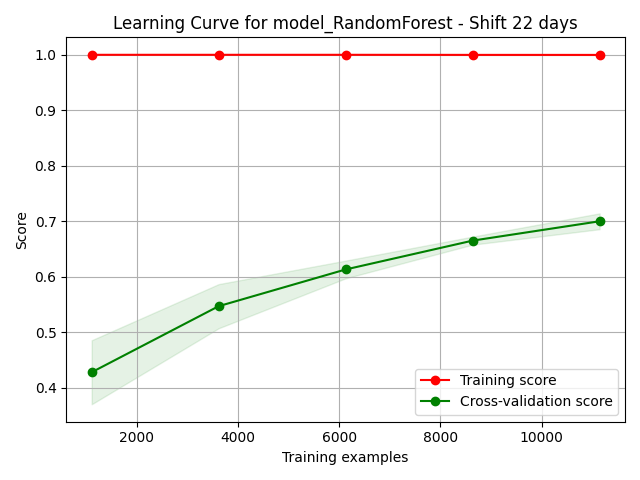 Learning Curve for model_RandomForest - Shift 22 days
1.0
0.9
0.8
0.7
0.6
0.5
0.4
Score
Training score
Cross-validation score
2000 4000 6000 8000 10000
Training examples